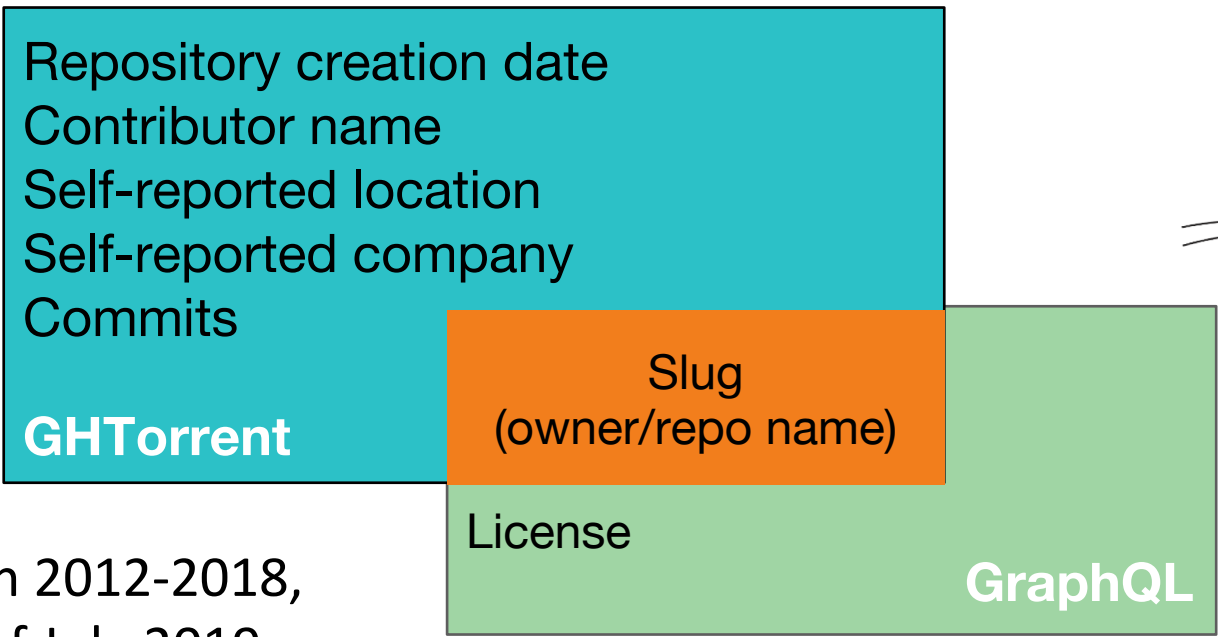 Repository creation date
Contributor name
Self-reported location
Self-reported company
Commits
GHTorrent
Slug
(owner/repo name)
License
GraphQL
2012-2018,
2019